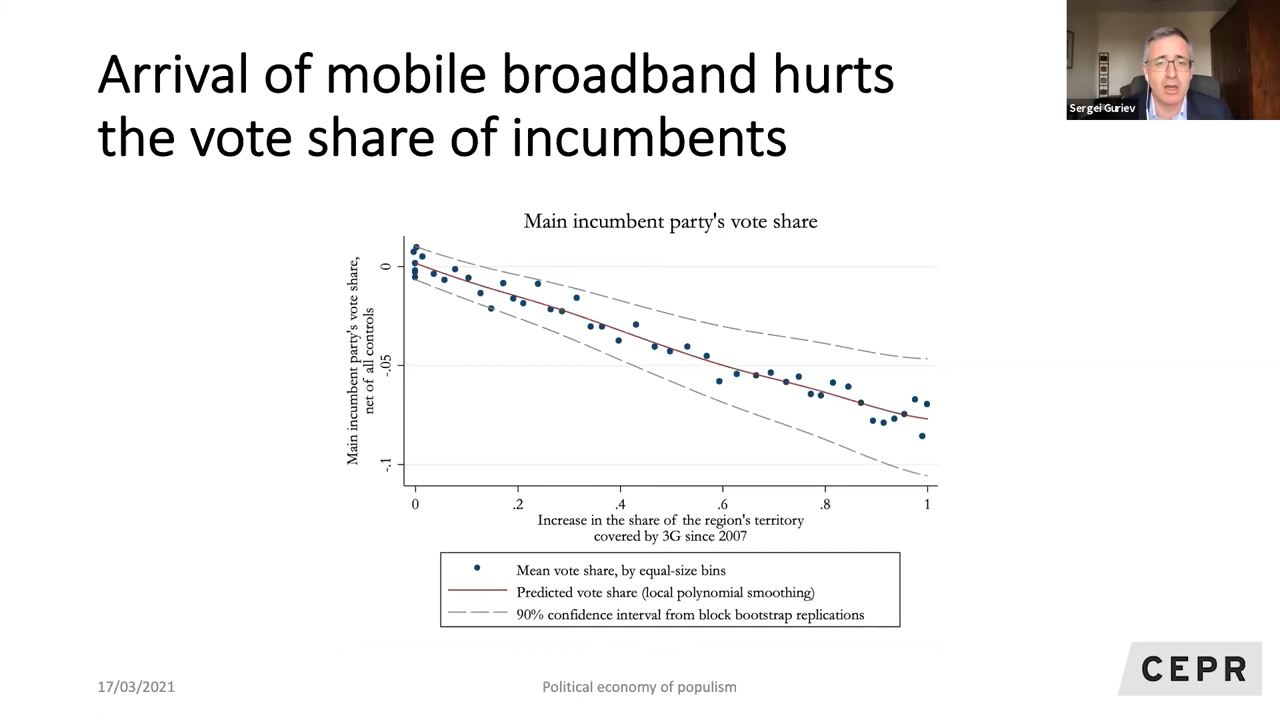 Arrival of mobile broadband hurts
the vote share of incumbents
Sergei Guriev
Main incumbent party's vote share
Main incumbent party's vote share,
net of all controls
0
-.05
-.1
0 .2 .4 .6 .8 1
Increase in the share of the region's territory
covered by 3G since 2007
Mean vote share, by equal-size bins
Predicted vote share (local polynomial smoothing)
90% confidence interval from block bootstrap replications
17/03/2021
Political economy of populism
CEPR